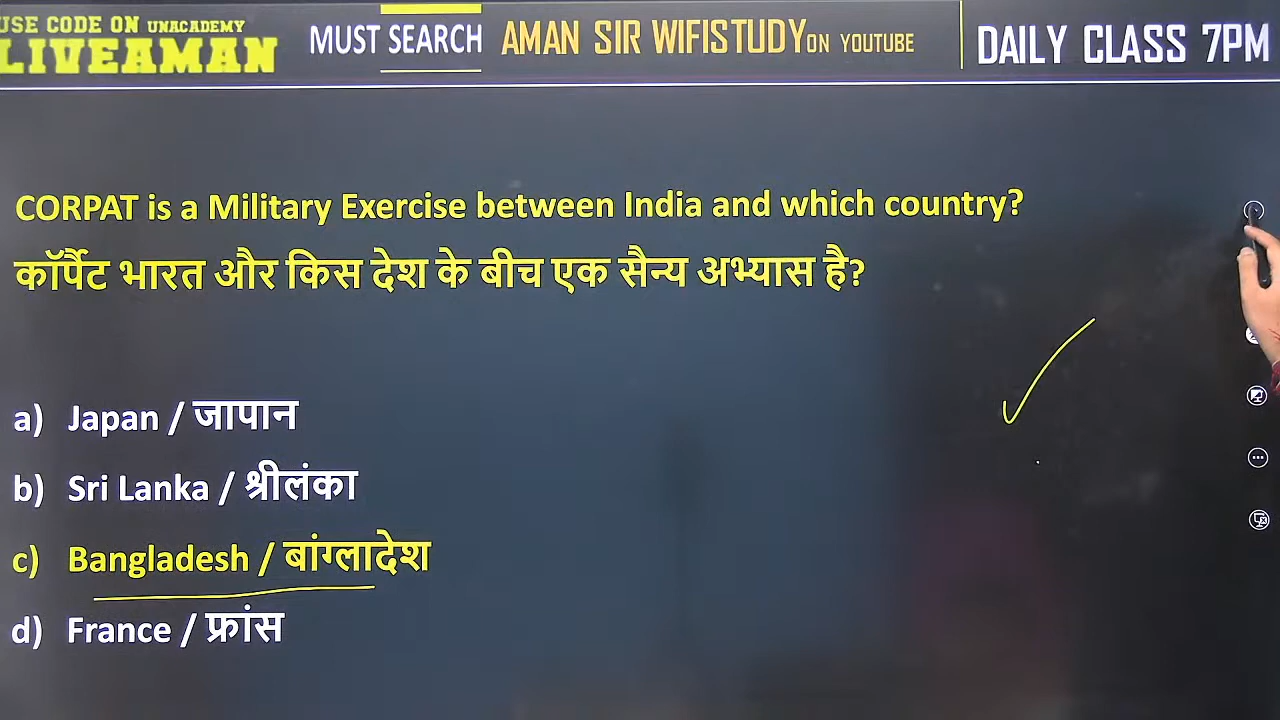 USE CODE ON UNACADEMY
LIVEAMAN
MUST SEARCH AMAN SIR WIFISTUDY ON YOUTUBE
DAILY CLASS 7PM
CORPAT is a Military Exercise between India and which country?
कॉर्पैट भारत और किस देश के बीच एक सैन्य अभ्यास है?
a) Japan / जापान
b) Sri Lanka / श्रीलंका
c) Bangladesh / बांग्लादेश
d) France / फ्रांस